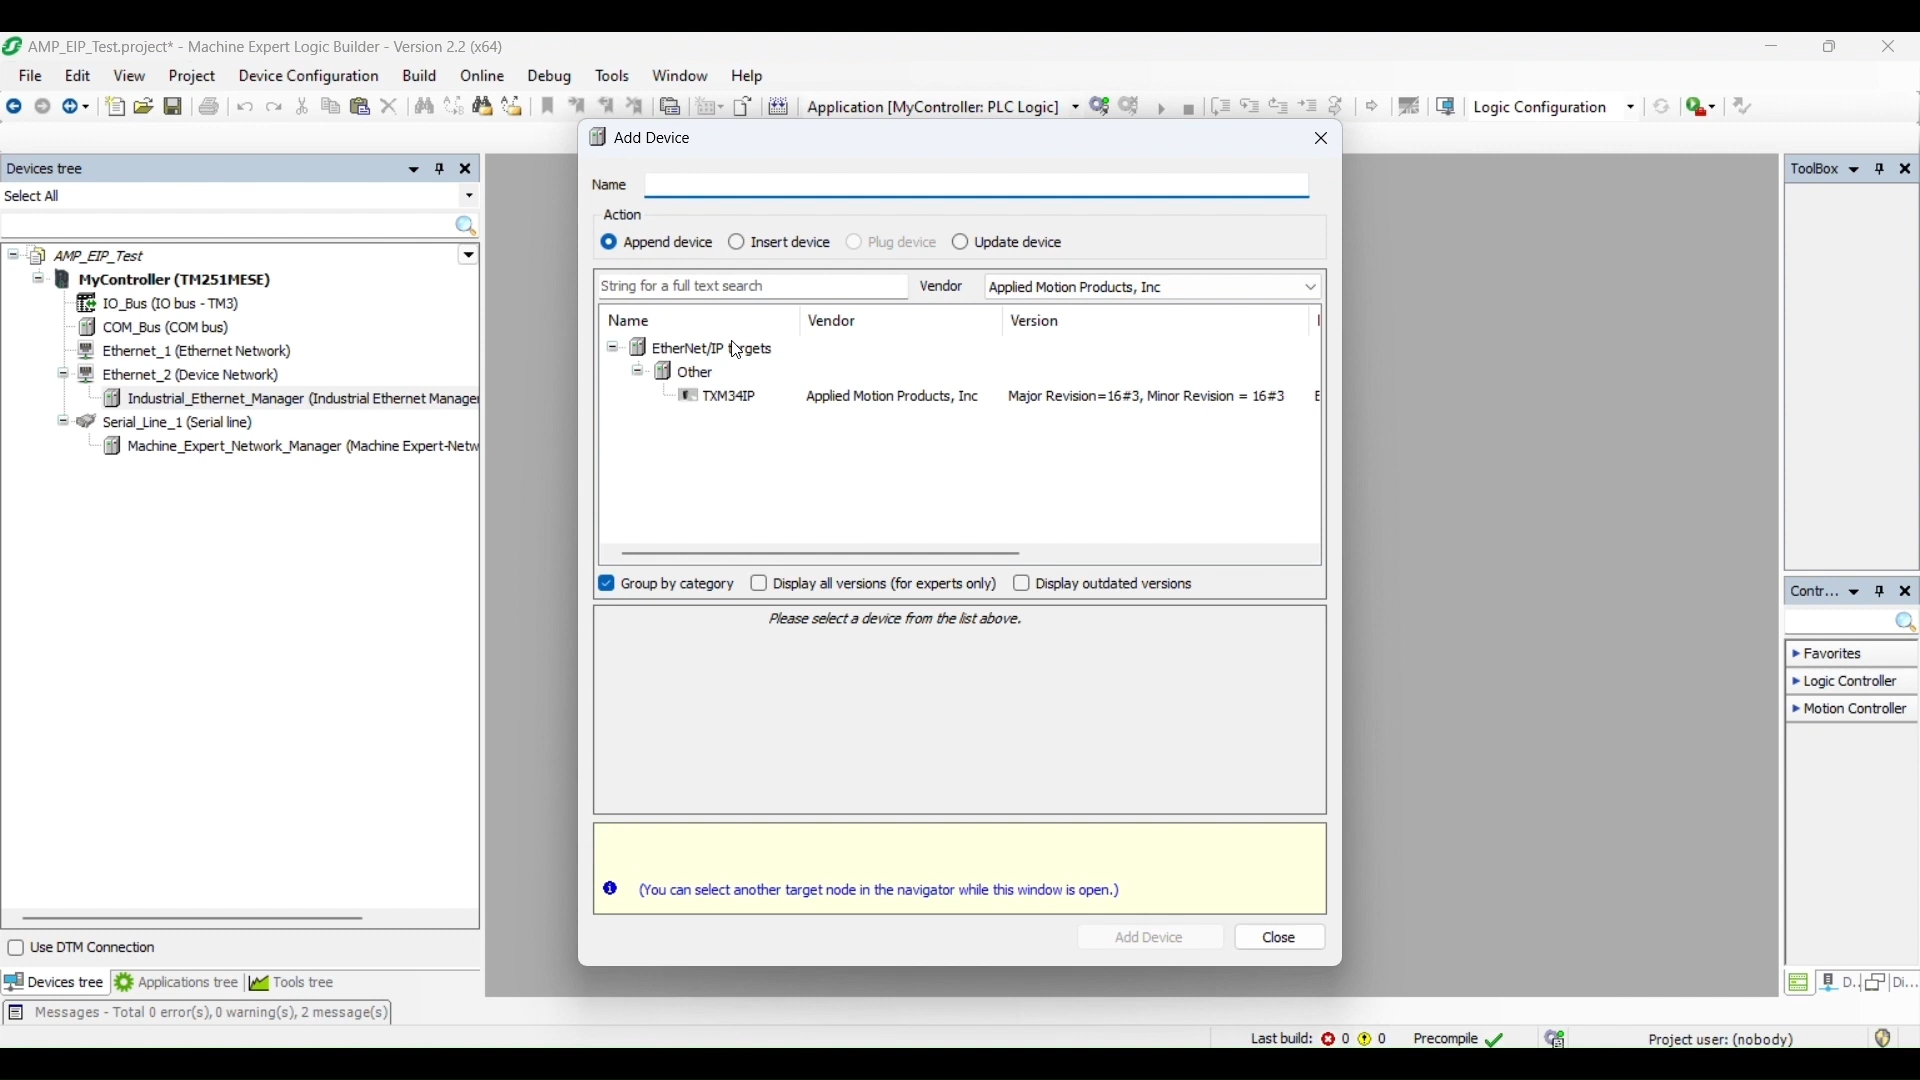 AMP_EIP_Test.project* - Machine Expert Logic Builder - Version 2.2 (x64)
File Edit View Project Device Configuration Build Online Debug Tools Window Help
Application [MyController: PLC Logic] Logic Configuration
Devices tree
Select All
AMP_EIP_Test
MyController (TM251MESE)
IO_Bus (IO bus - TM3)
COM_Bus (COM bus)
Ethernet_1 (Ethernet Network)
Ethernet_2 (Device Network)
Industrial_Ethernet_Manager (Industrial Ethernet Manager
Serial_Line_1 (Serial line)
Machine_Expert_Network_Manager (Machine Expert-Netw
Use DTM Connection
Devices tree Applications tree Tools tree
Messages - Total 0 error(s), 0 warning(s), 2 message(s)
Add Device
Name
Action
Append device Insert device Plug device Update device
String for a full text search Vendor Applied Motion Products, Inc
Name Vendor Version
EtherNet/IP
Other
TXM34IP Applied Motion Products, Inc Major Revision=16#3, Minor Revision = 16#3 E
Group by category Display all versions (for experts only) Display outdated versions
Please select a device from the list above.
(You can select another target node in the navigator while this window is open.)
Add Device Close
ToolBox
Contr...
Favorites
Logic Controller
Motion Controller
D.. Di...
Last build: 0 0 Precompile Project user: (nobody)